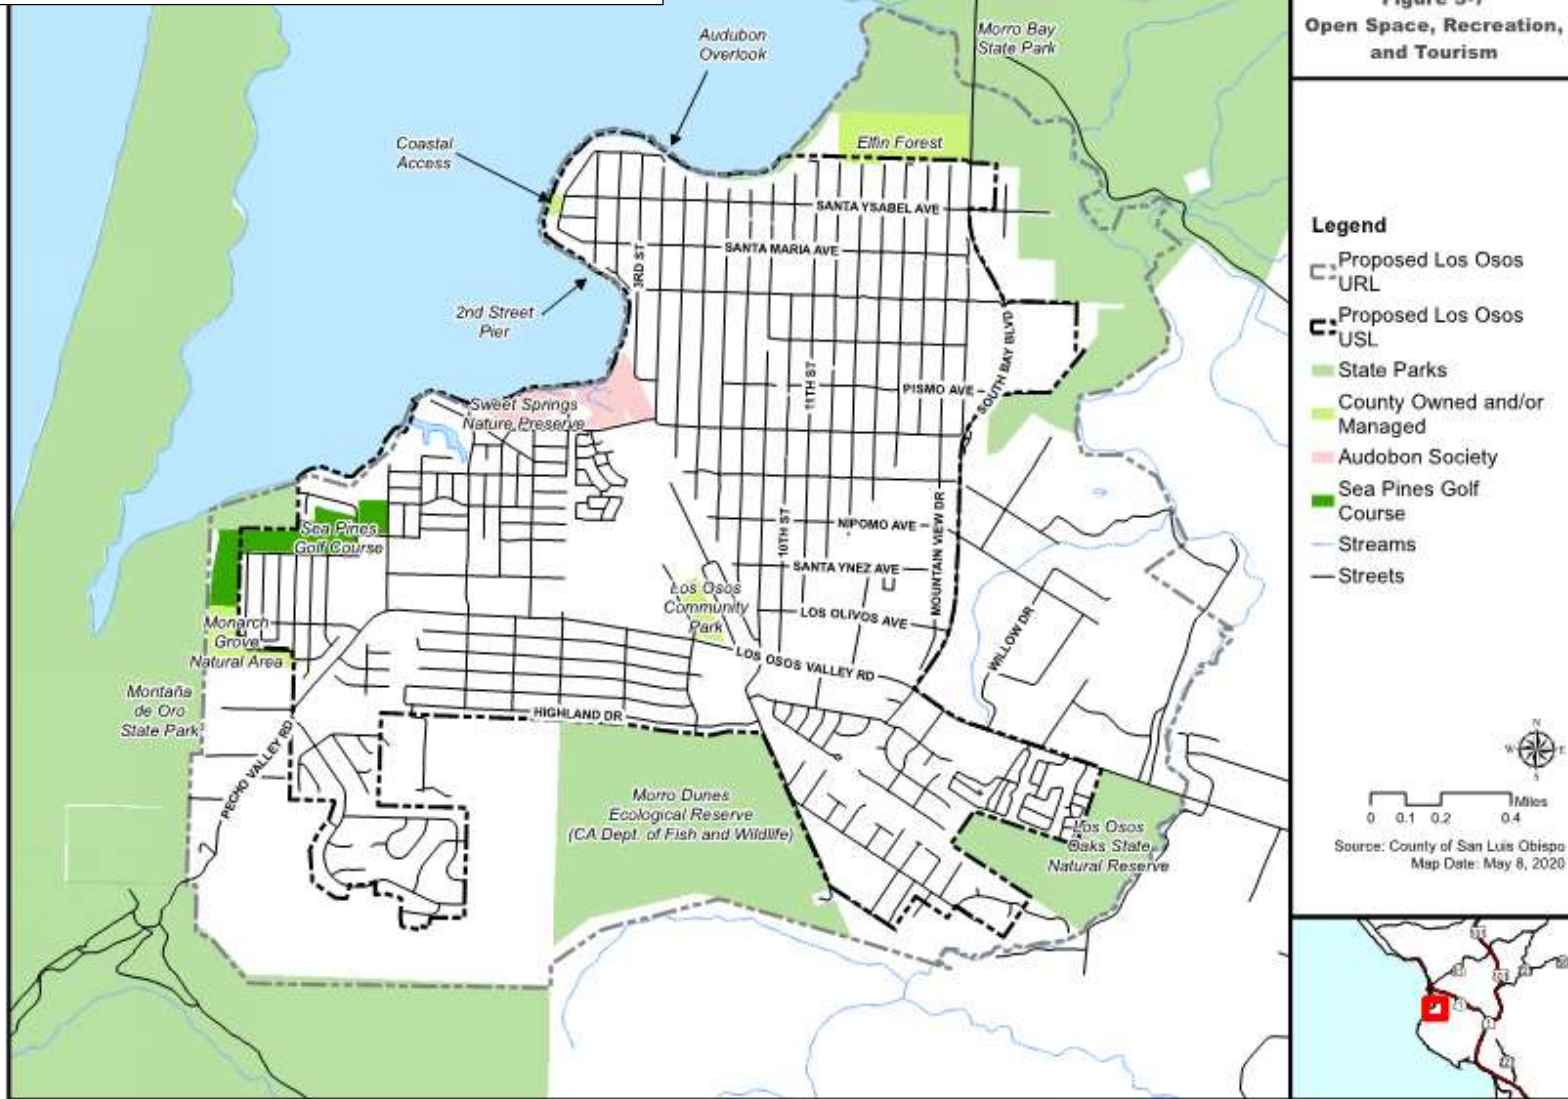 Open Space, Recreation,
and Tourism
Audubon
Overlook
Morro Bay
State Park
Coastal
Access
Elfin Forest
SANTA YSABEL AVE
SANTA MARIA AVE
3RD ST
2nd Street
Pier
SOUTH BAY BLVD
11TH ST
PISMO AVE
Sweet Springs
Nature Preserve
MOUNTAIN VIEW DR
10TH ST
NIPOMO AVE
Sea Pines
Golf Course
SANTA YNEZ AVE
Los Osos
Community
Park
LOS OLIVOS AVE
WILLOW DR
Monarch
Grove
Natural Area
LOS OSOS VALLEY RD
Montaña
de Oro
State Park
HIGHLAND DR
PECHO VALLEY RD
Morro Dunes
Ecological Reserve
(CA Dept. of Fish and Wildlife)
Los Osos
Oaks State
Natural Reserve
Legend
Proposed Los Osos
URL
Proposed Los Osos
USL
State Parks
County Owned and/or
Managed
Audobon Society
Sea Pines Golf
Course
Streams
Streets
N
W E
S
Miles
0 0.1 0.2 0.4
Source: County of San Luis Obispo
Map Date: May 8, 2020